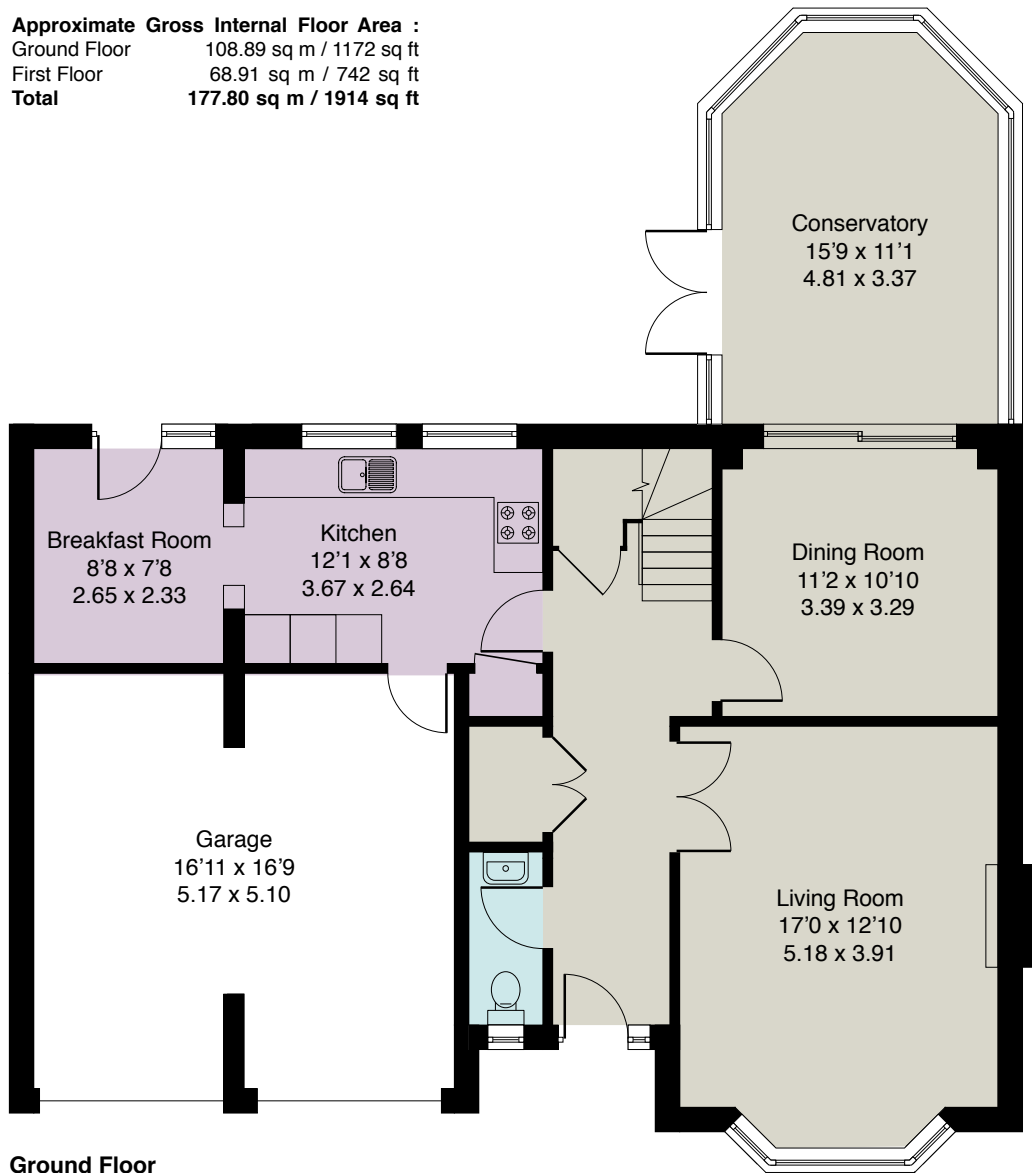 Approximate Gross Internal Floor Area :
Ground Floor 108.89 sq m / 1172 sq ft
First Floor 68.91 sq m / 742 sq ft
Total 177.80 sq m / 1914 sq ft
Conservatory
15'9 x 11'1
4.81 x 3.37
Breakfast Room
8'8 x 7'8
2.65 x 2.33
Kitchen
12'1 x 8'8
3.67 x 2.64
Dining Room
11'2 x 10'10
3.39 x 3.29
Garage
16'11 x 16'9
5.17 x 5.10
Living Room
17'0 x 12'10
5.18 x 3.91
Ground Floor